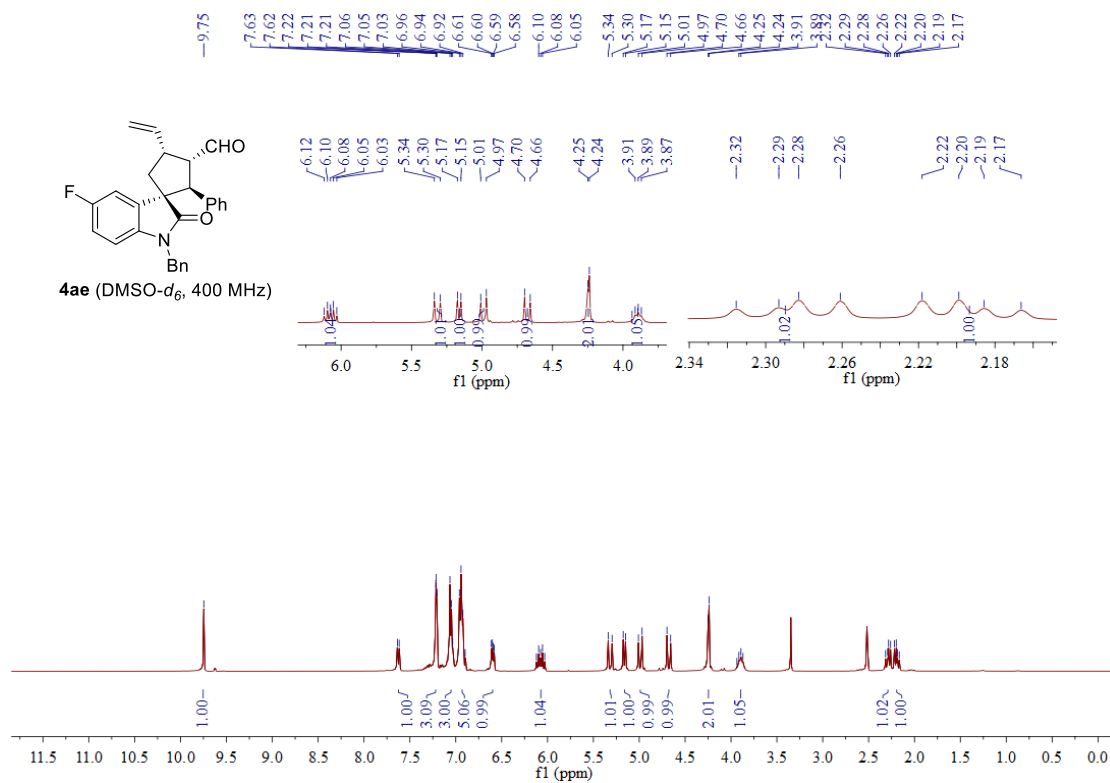 9.75 7.63 7.62 7.22 7.21 7.21 7.06 7.05 7.03 6.96 6.94 6.92 6.61 6.60 6.59 6.58 6.10 6.08 6.05 5.34 5.30 5.17 5.15 5.01 4.97 4.70 4.66 4.25 4.24 3.91 3.89 2.32 2.29 2.28 2.26 2.22 2.20 2.19 2.17
6.12 6.10 6.08 6.05 6.03 5.34 5.30 5.17 5.15 5.01 4.97 4.70 4.66 4.25 4.24 3.91 3.89 3.87
2.32 2.29 2.28 2.26 2.22 2.20 2.19 2.17
CHO
F
Ph
O
N
Bn
4ae (DMSO-d6, 400 MHz)
1.04 1.01 1.00 0.99 0.99 2.01 1.05
6.0 5.5 5.0 4.5 4.0
f1 (ppm)
1.02 1.00
2.34 2.30 2.26 2.22 2.18
f1 (ppm)
1.00 1.00 3.09 3.00 5.06 0.99 1.04 1.01 1.00 0.99 0.99 2.01 1.05 1.02 1.00
11.5 10.5 9.5 9.0 8.5 8.0 7.5 7.0 6.5 6.0 5.5 5.0 4.5 4.0 3.5 3.0 2.5 2.0 1.5 1.0 0.5 0.0
f1 (ppm)